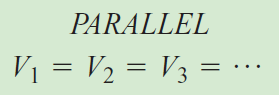 PARALLEL
V₁ = V₂ = V₃ = ⋯